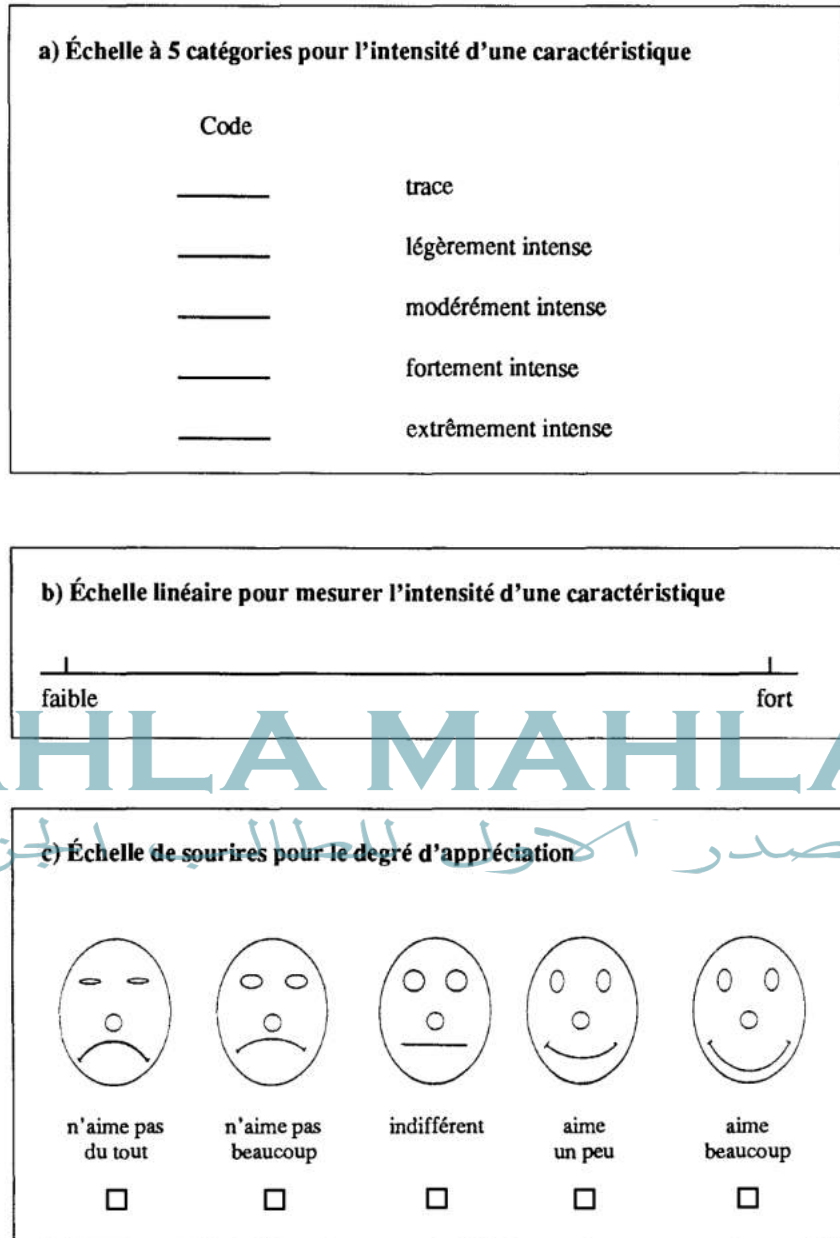 a) Échelle à 5 catégories pour l'intensité d'une caractéristique
Code
trace
légèrement intense
modérément intense
fortement intense
extrêmement intense
b) Échelle linéaire pour mesurer l'intensité d'une caractéristique
faible fort
AHLA MAHLA
c) Échelle de sourires pour le degré d'appréciation
n'aime pas du tout
n'aime pas beaucoup
indifférent
aime un peu
aime beaucoup